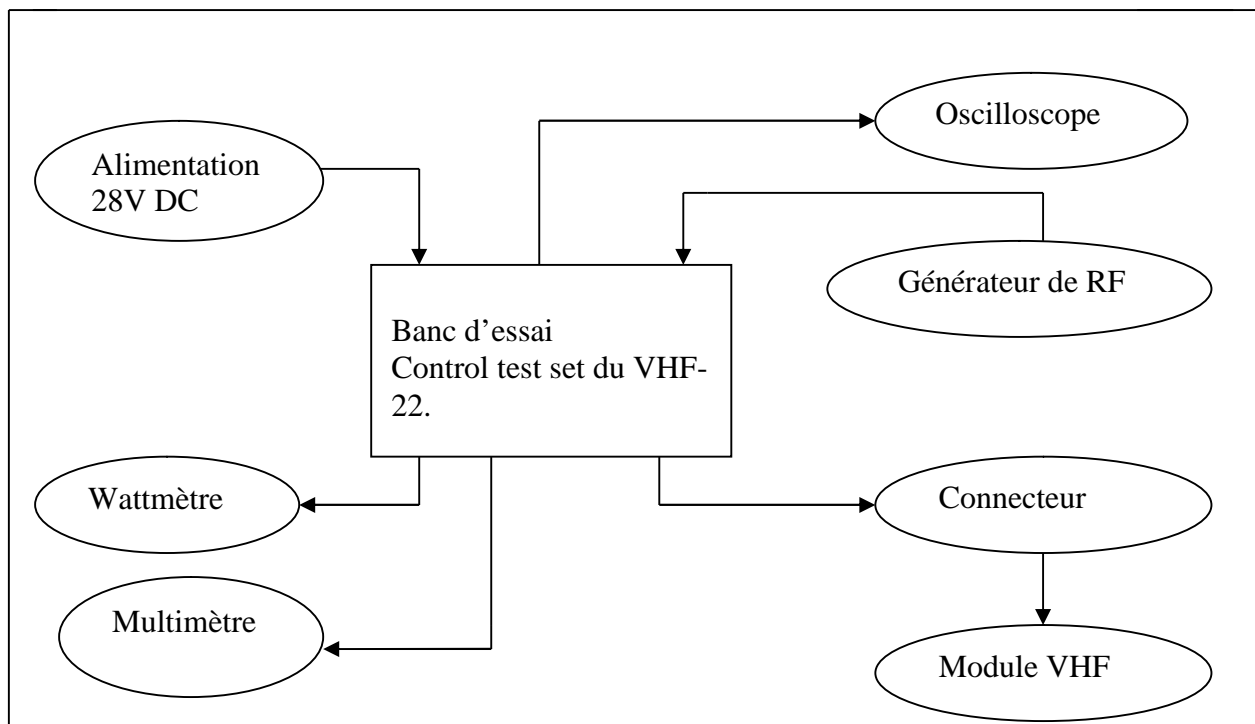 Oscilloscope
Alimentation
28V DC
Générateur de RF
Banc d'essai
Control test set du VHF-
22.
Wattmètre
Connecteur
Multimètre
Module VHF